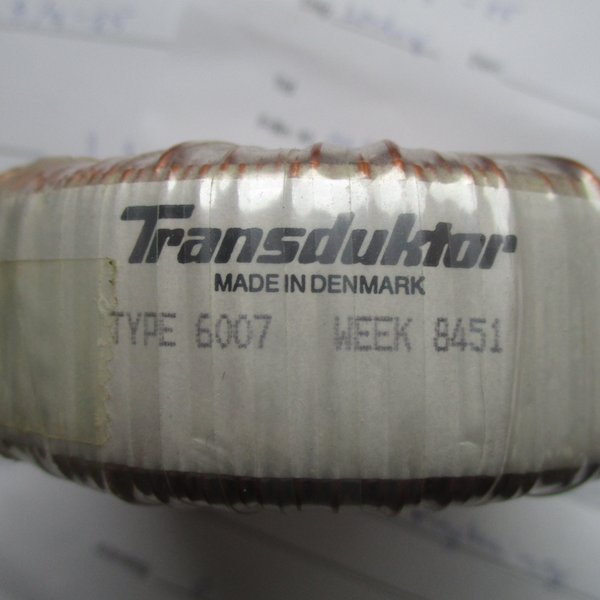 Transduktor
MADE IN DENMARK
TYPE 6007 WEEK 8451